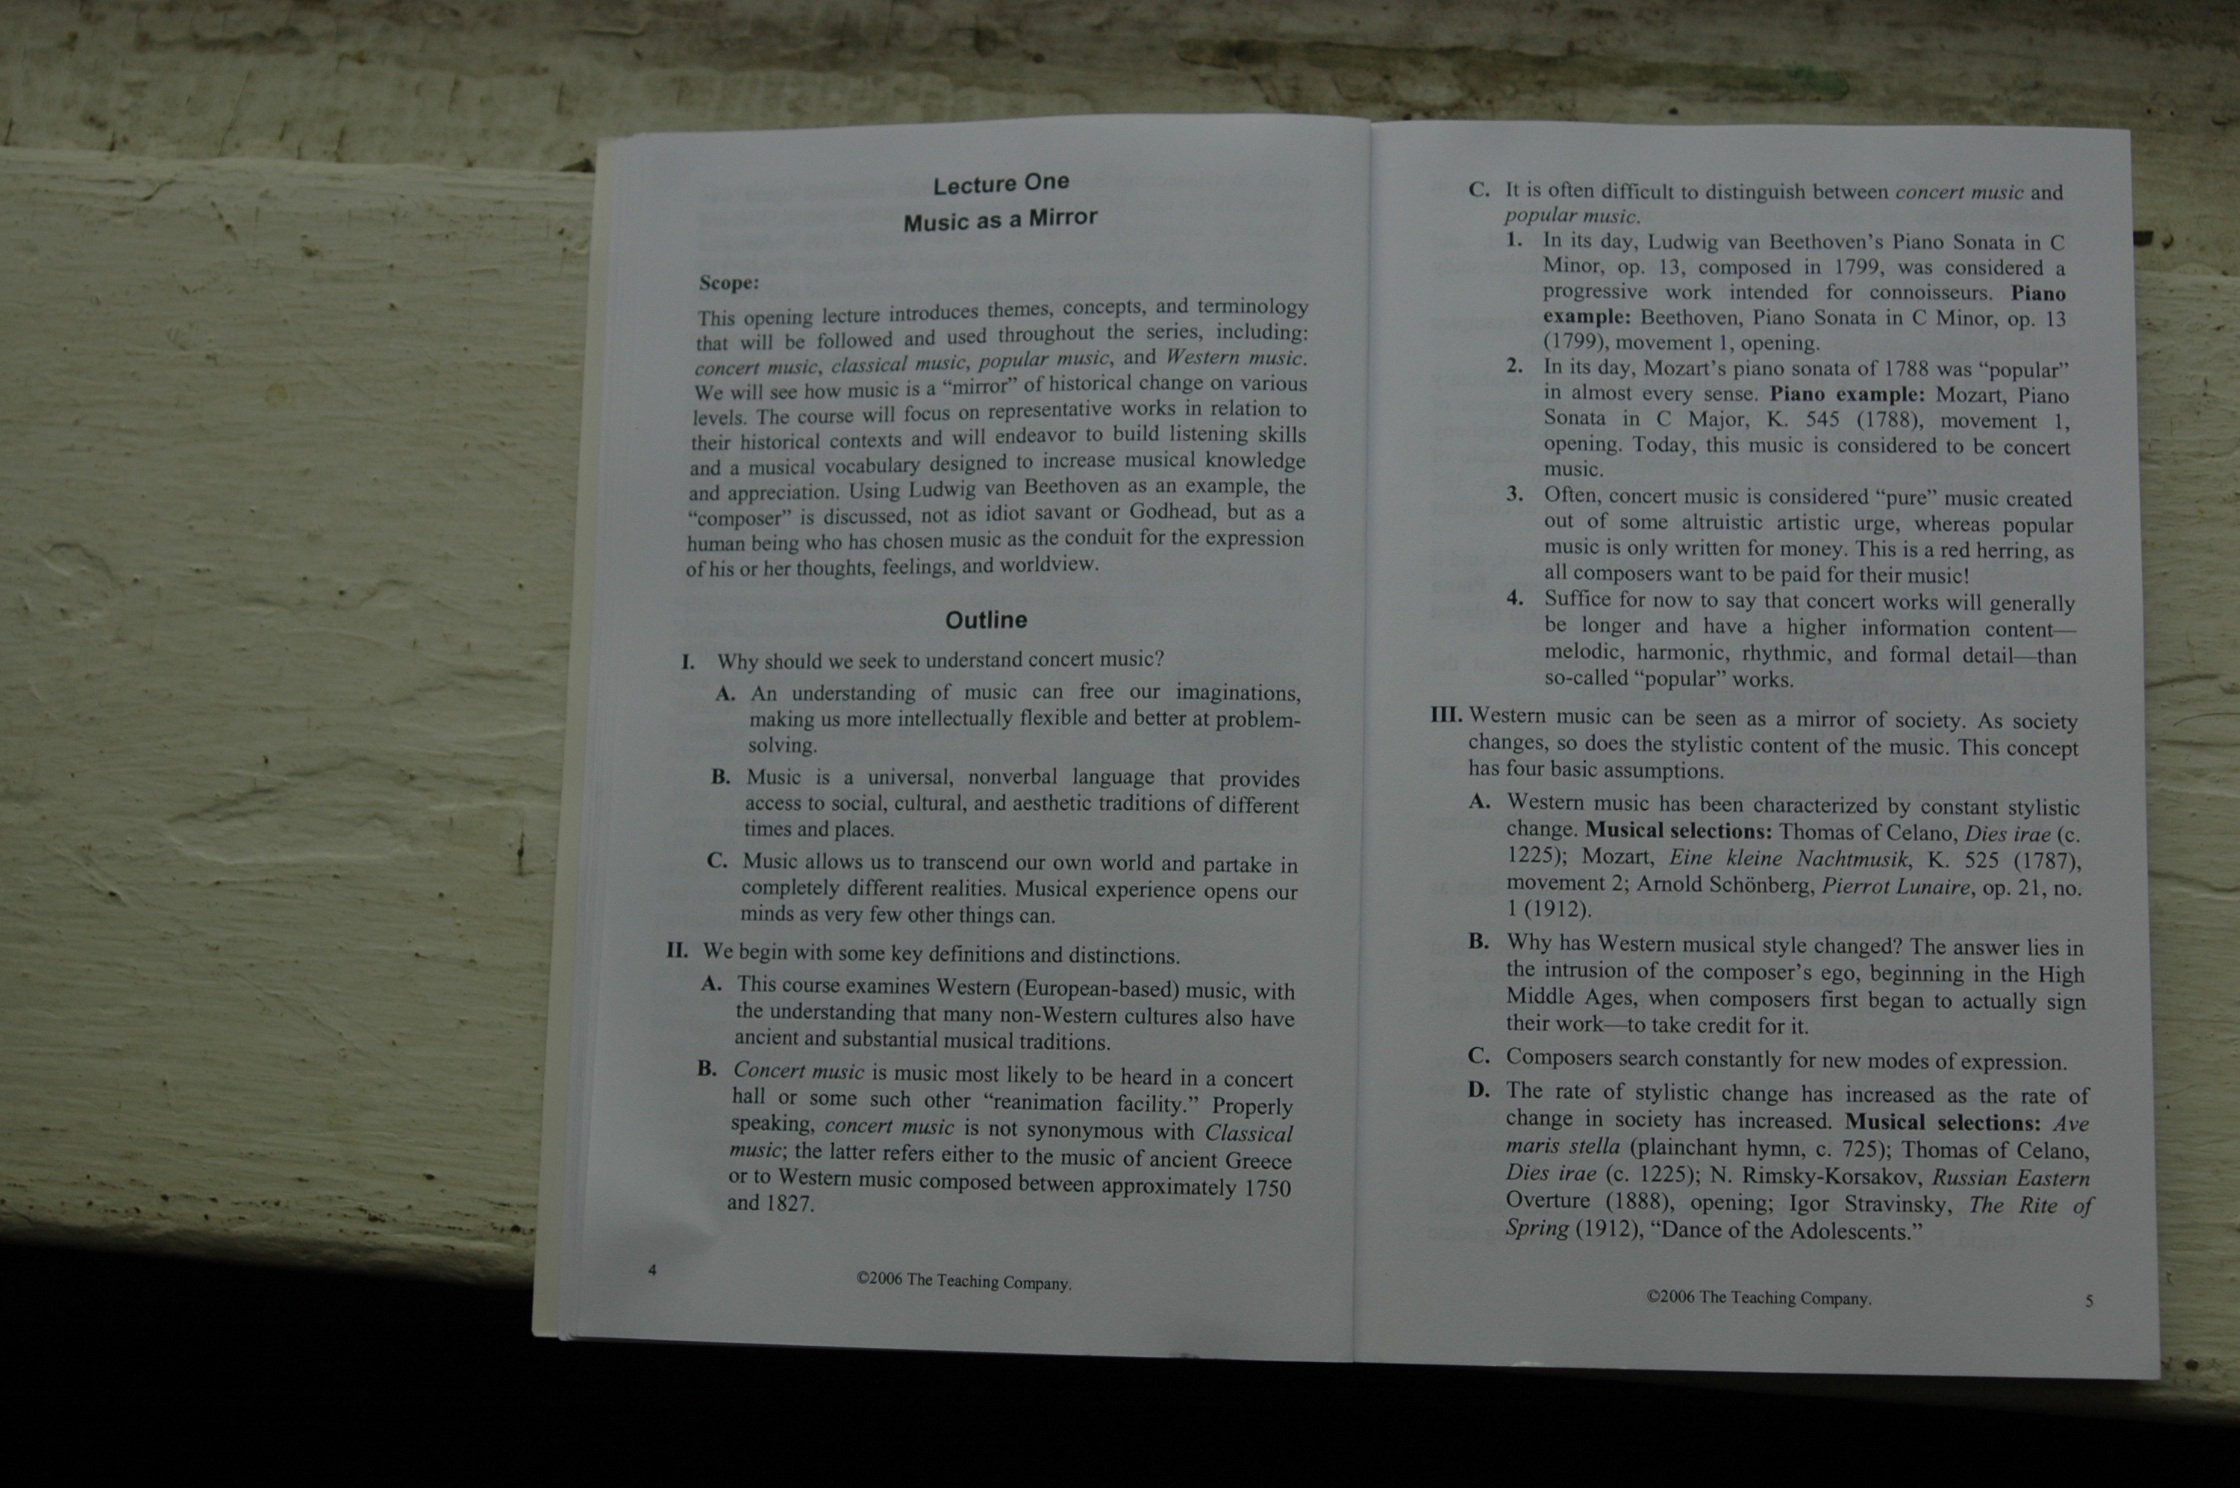 Lecture One
Music as a Mirror
Scope:
This opening lecture introduces themes, concepts, and terminology
that will be followed and used throughout the series, including:
concert music, classical music, popular music, and Western music.
We will see how music is a “mirror” of historical change on various
levels. The course will focus on representative works in relation to
their historical contexts and will endeavor to build listening skills
and a musical vocabulary designed to increase musical knowledge
and appreciation. Using Ludwig van Beethoven as an example, the
“composer” is discussed, not as idiot savant or Godhead, but as a
human being who has chosen music as the conduit for the expression
of his or her thoughts, feelings, and worldview.
Outline
I. Why should we seek to understand concert music?
A. An understanding of music can free our imaginations,
making us more intellectually flexible and better at problem-
solving.
B. Music is a universal, nonverbal language that provides
access to social, cultural, and aesthetic traditions of different
times and places.
C. Music allows us to transcend our own world and partake in
completely different realities. Musical experience opens our
minds as very few other things can.
II. We begin with some key definitions and distinctions.
A. This course examines Western (European-based) music, with
the understanding that many non-Western cultures also have
ancient and substantial musical traditions.
B. Concert music is music most likely to be heard in a concert
hall or some such other “reanimation facility.” Properly
speaking, concert music is not synonymous with Classical
music; the latter refers either to the music of ancient Greece
or to Western music composed between approximately 1750
and 1827.
4
©2006 The Teaching Company.
C. It is often difficult to distinguish between concert music and
popular music.
1. In its day, Ludwig van Beethoven’s Piano Sonata in C
Minor, op. 13, composed in 1799, was considered a
progressive work intended for connoisseurs. Piano
example: Beethoven, Piano Sonata in C Minor, op. 13
(1799), movement 1, opening.
2. In its day, Mozart’s piano sonata of 1788 was “popular”
in almost every sense. Piano example: Mozart, Piano
Sonata in C Major, K. 545 (1788), movement 1,
opening. Today, this music is considered to be concert
music.
3. Often, concert music is considered “pure” music created
out of some altruistic artistic urge, whereas popular
music is only written for money. This is a red herring, as
all composers want to be paid for their music!
4. Suffice for now to say that concert works will generally
be longer and have a higher information content—
melodic, harmonic, rhythmic, and formal detail—than
so-called “popular” works.
III. Western music can be seen as a mirror of society. As society
changes, so does the stylistic content of the music. This concept
has four basic assumptions.
A. Western music has been characterized by constant stylistic
change. Musical selections: Thomas of Celano, Dies irae (c.
1225); Mozart, Eine kleine Nachtmusik, K. 525 (1787),
movement 2; Arnold Schönberg, Pierrot Lunaire, op. 21, no.
1 (1912).
B. Why has Western musical style changed? The answer lies in
the intrusion of the composer’s ego, beginning in the High
Middle Ages, when composers first began to actually sign
their work—to take credit for it.
C. Composers search constantly for new modes of expression.
D. The rate of stylistic change has increased as the rate of
change in society has increased. Musical selections: Ave
maris stella (plainchant hymn, c. 725); Thomas of Celano,
Dies irae (c. 1225); N. Rimsky-Korsakov, Russian Eastern
Overture (1888), opening; Igor Stravinsky, The Rite of
Spring (1912), “Dance of the Adolescents.”
©2006 The Teaching Company.
5